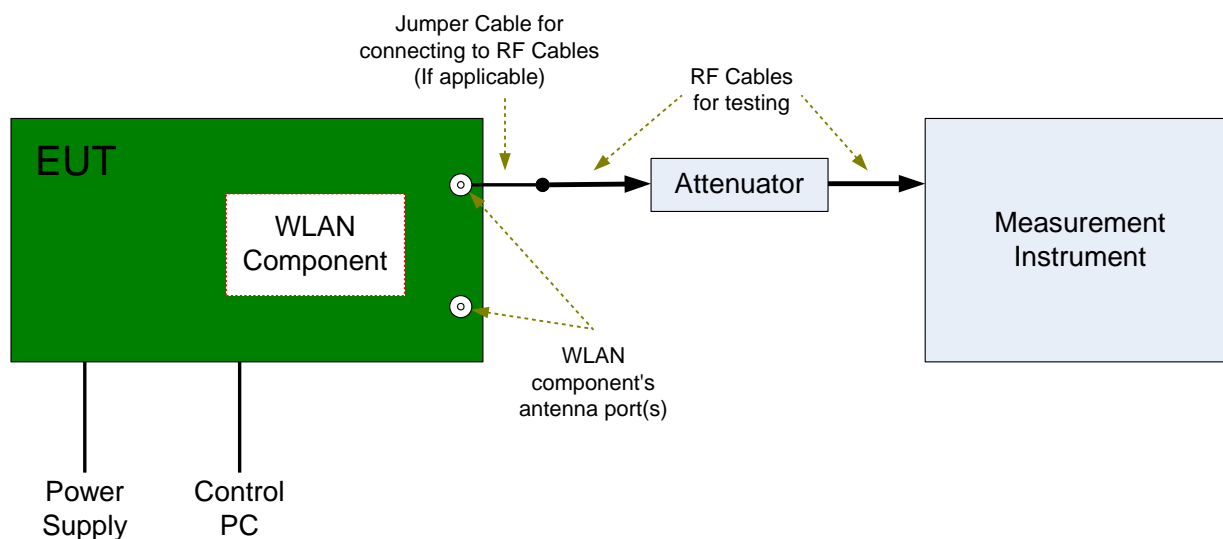 Jumper Cable for
connecting to RF Cables
(If applicable)
RF Cables
for testing
EUT
WLAN
Component
Attenuator
Measurement
Instrument
WLAN
component's
antenna port(s)
Power
Supply
Control
PC